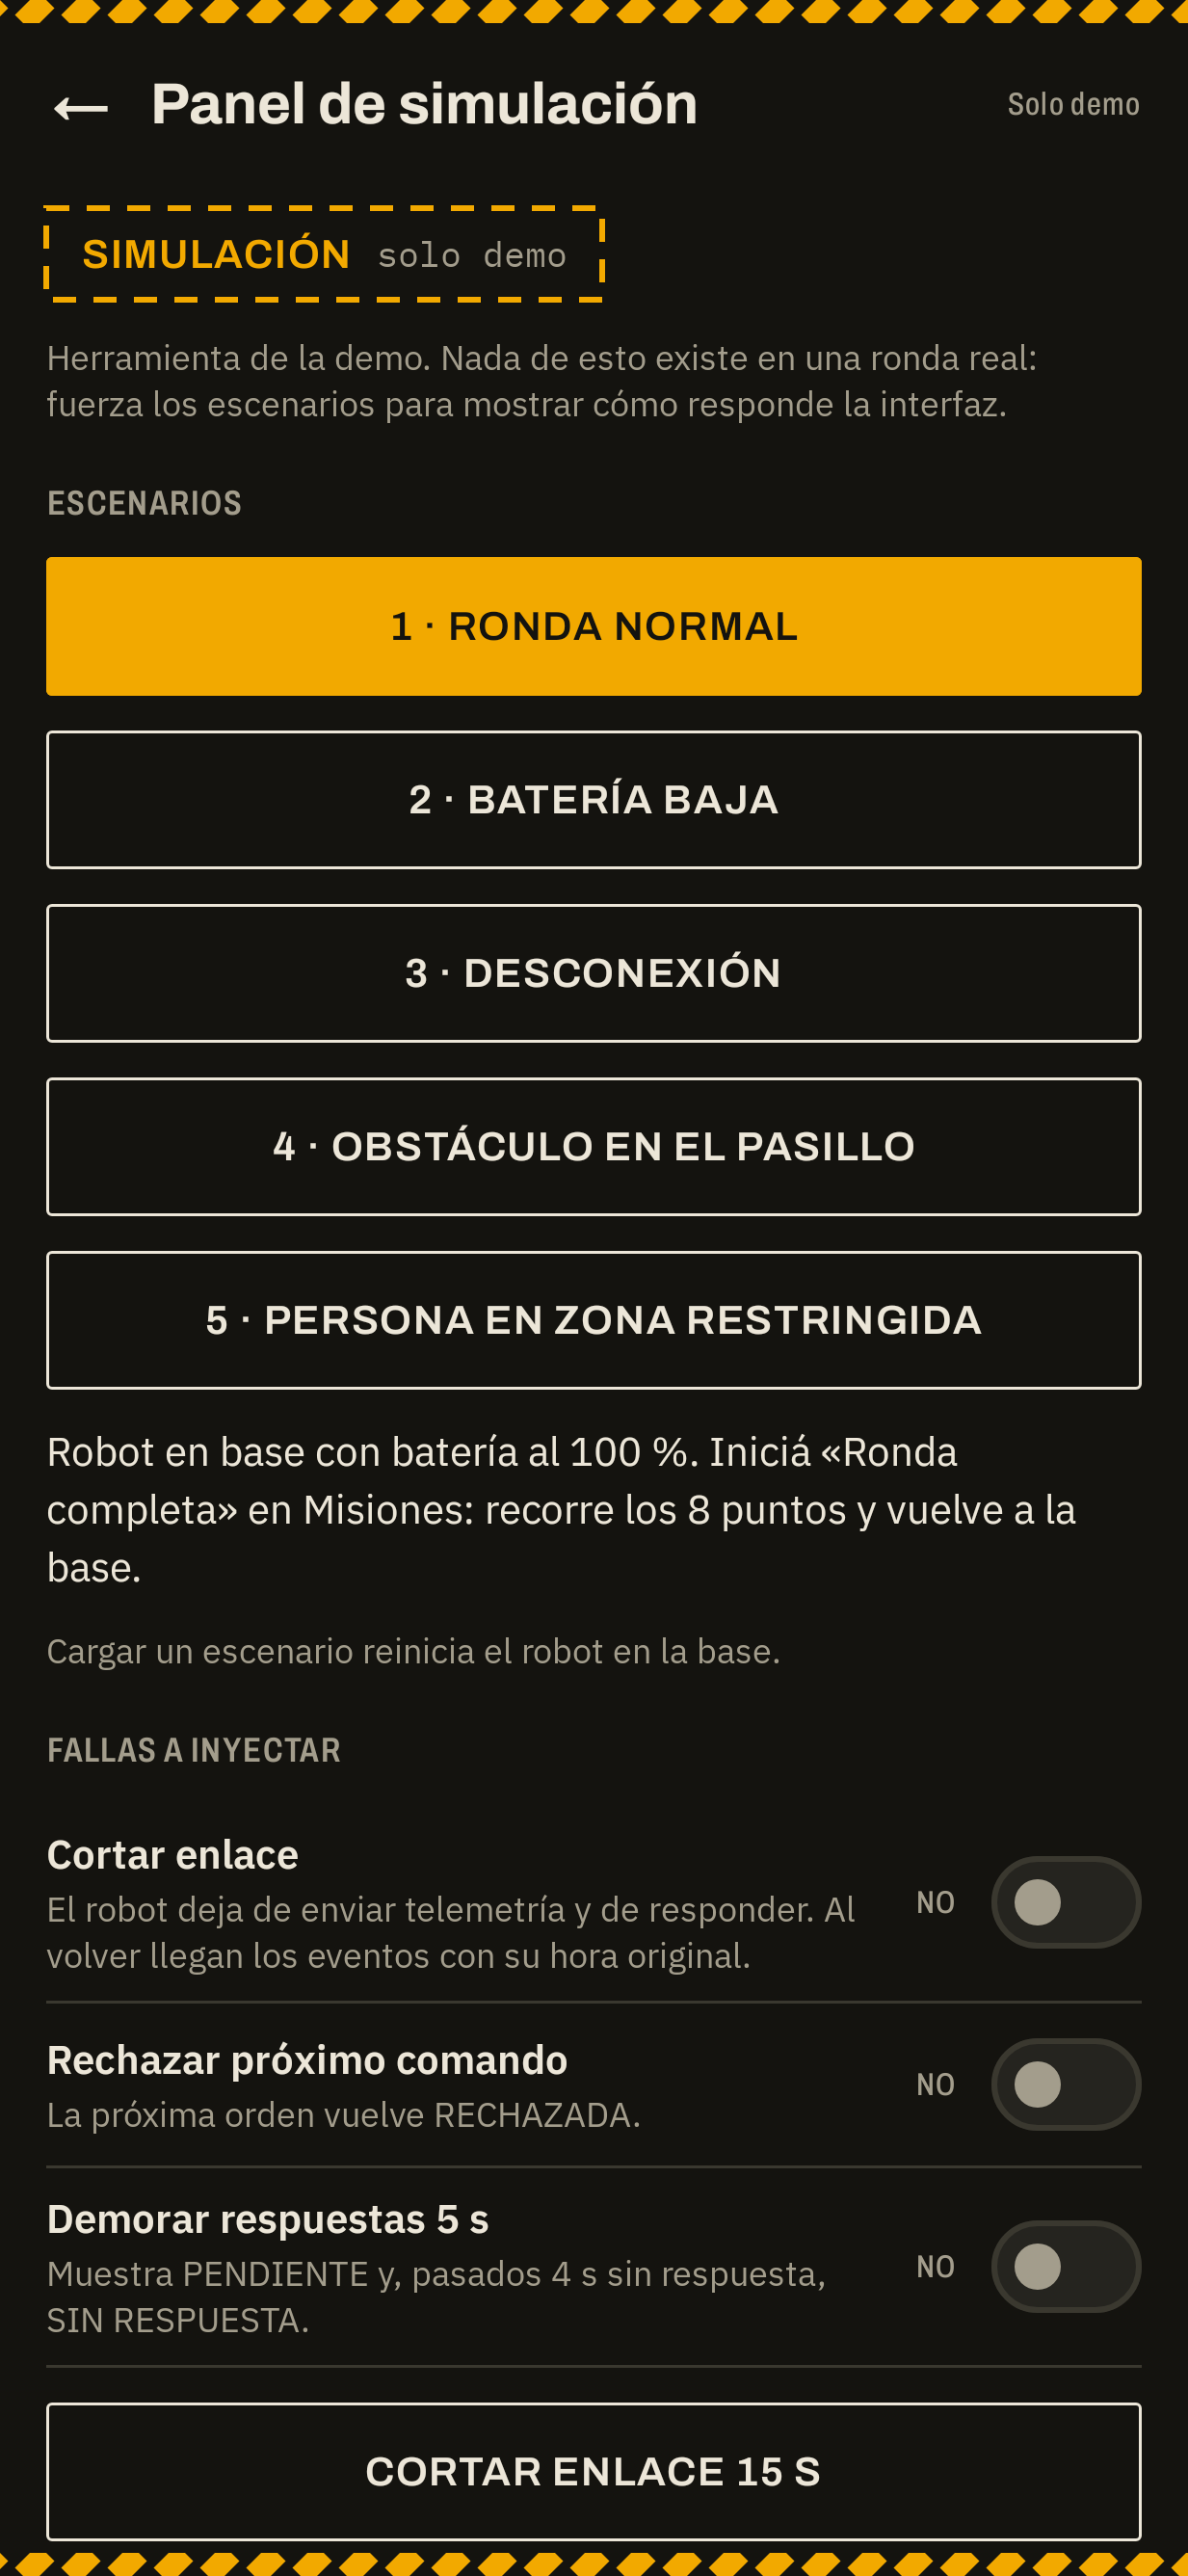 ← Panel de simulación
Solo demo
SIMULACIÓN solo demo
Herramienta de la demo. Nada de esto existe en una ronda real:
fuerza los escenarios para mostrar cómo responde la interfaz.
ESCENARIOS
1 · RONDA NORMAL
2 · BATERÍA BAJA
3 · DESCONEXIÓN
4 · OBSTÁCULO EN EL PASILLO
5 · PERSONA EN ZONA RESTRINGIDA
Robot en base con batería al 100 %. Iniciá «Ronda
completa» en Misiones: recorre los 8 puntos y vuelve a la
base.
Cargar un escenario reinicia el robot en la base.
FALLAS A INYECTAR
Cortar enlace
El robot deja de enviar telemetría y de responder. Al
volver llegan los eventos con su hora original.
NO
Rechazar próximo comando
La próxima orden vuelve RECHAZADA.
NO
Demorar respuestas 5 s
Muestra PENDIENTE y, pasados 4 s sin respuesta,
SIN RESPUESTA.
NO
CORTAR ENLACE 15 S